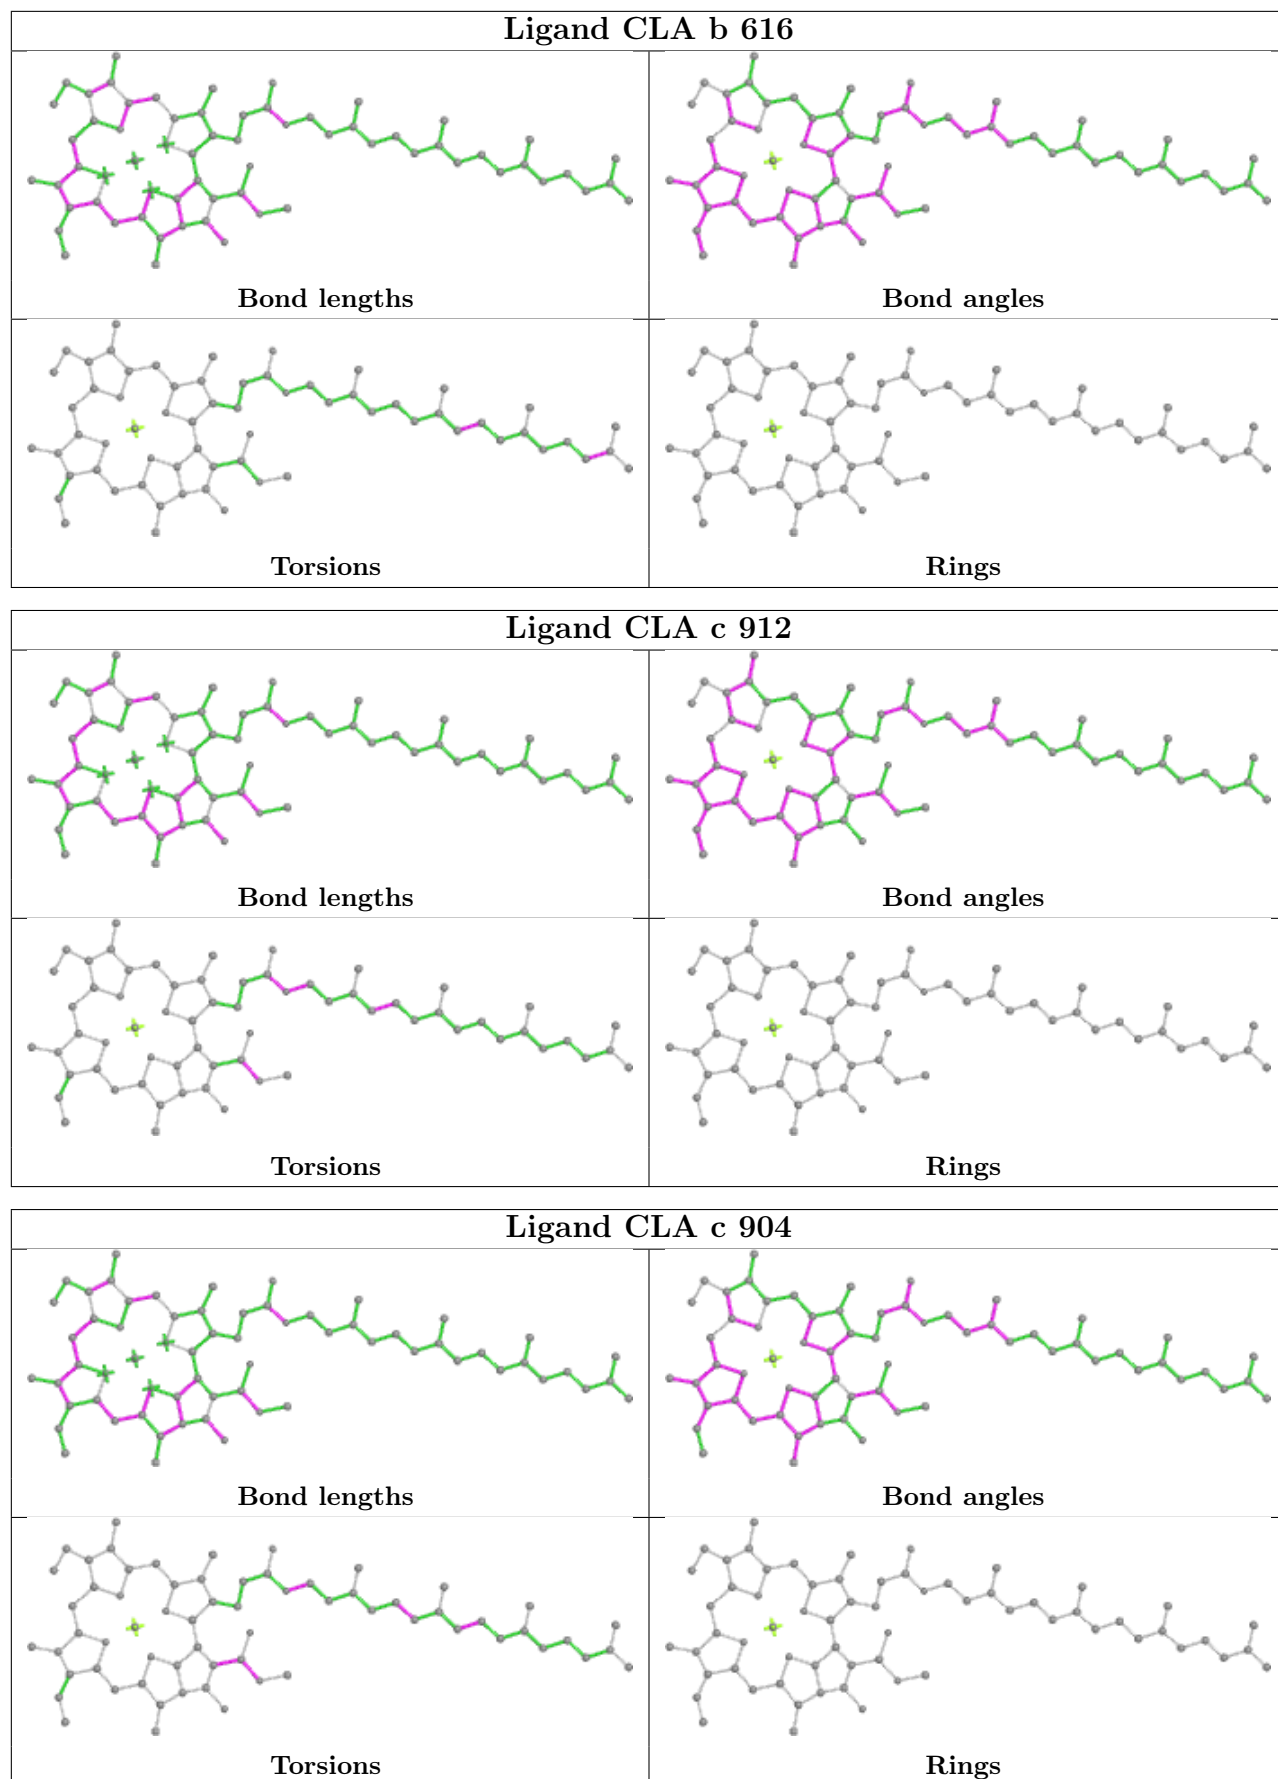 Ligand CLA b 616
Bond lengths
Bond angles
Torsions
Rings
Ligand CLA c 912
Bond lengths
Bond angles
Torsions
Rings
Ligand CLA c 904
Bond lengths
Bond angles
Torsions
Rings